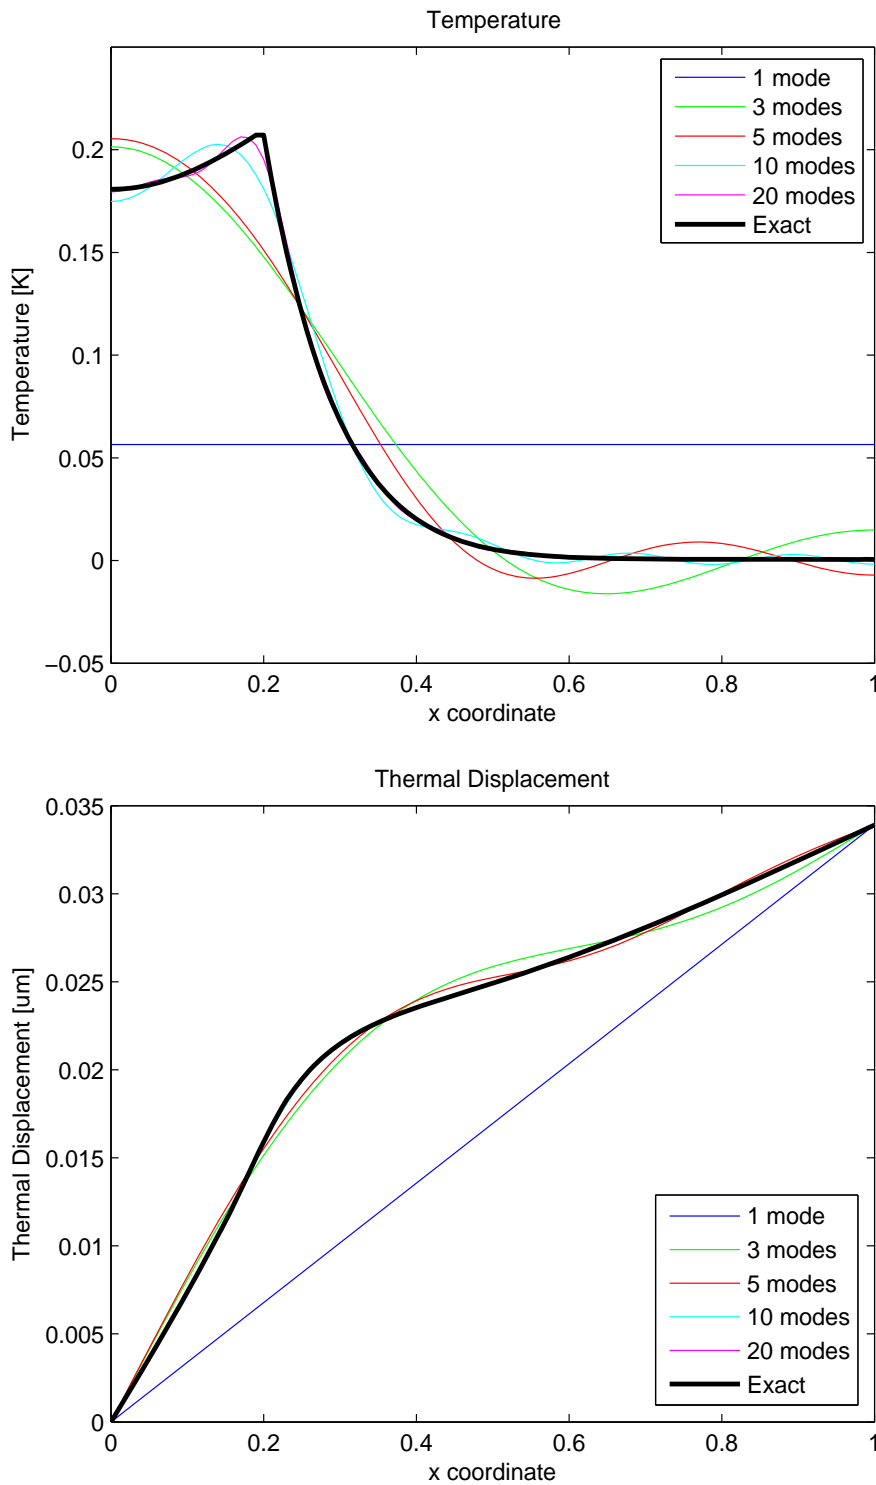 Temperature
1 mode
3 modes
5 modes
10 modes
20 modes
Exact
0.2
0.15
0.1
0.05
0
−0.05
Temperature [K]
0 0.2 0.4 0.6 0.8 1
x coordinate
Thermal Displacement
0.035
0.03
0.025
0.02
0.015
0.01
0.005
0
Thermal Displacement [um]
1 mode
3 modes
5 modes
10 modes
20 modes
Exact
0 0.2 0.4 0.6 0.8 1
x coordinate